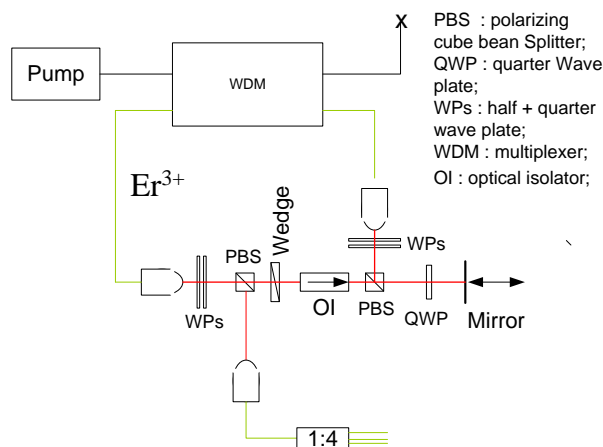 x
PBS : polarizing
cube bean Splitter;
QWP : quarter Wave
plate;
WPs : half + quarter
wave plate;
WDM : multiplexer;
OI : optical isolator;
Pump
WDM
Er³⁺
WPs
PBS
Wedge
OI
WPs
PBS
QWP
Mirror
1:4